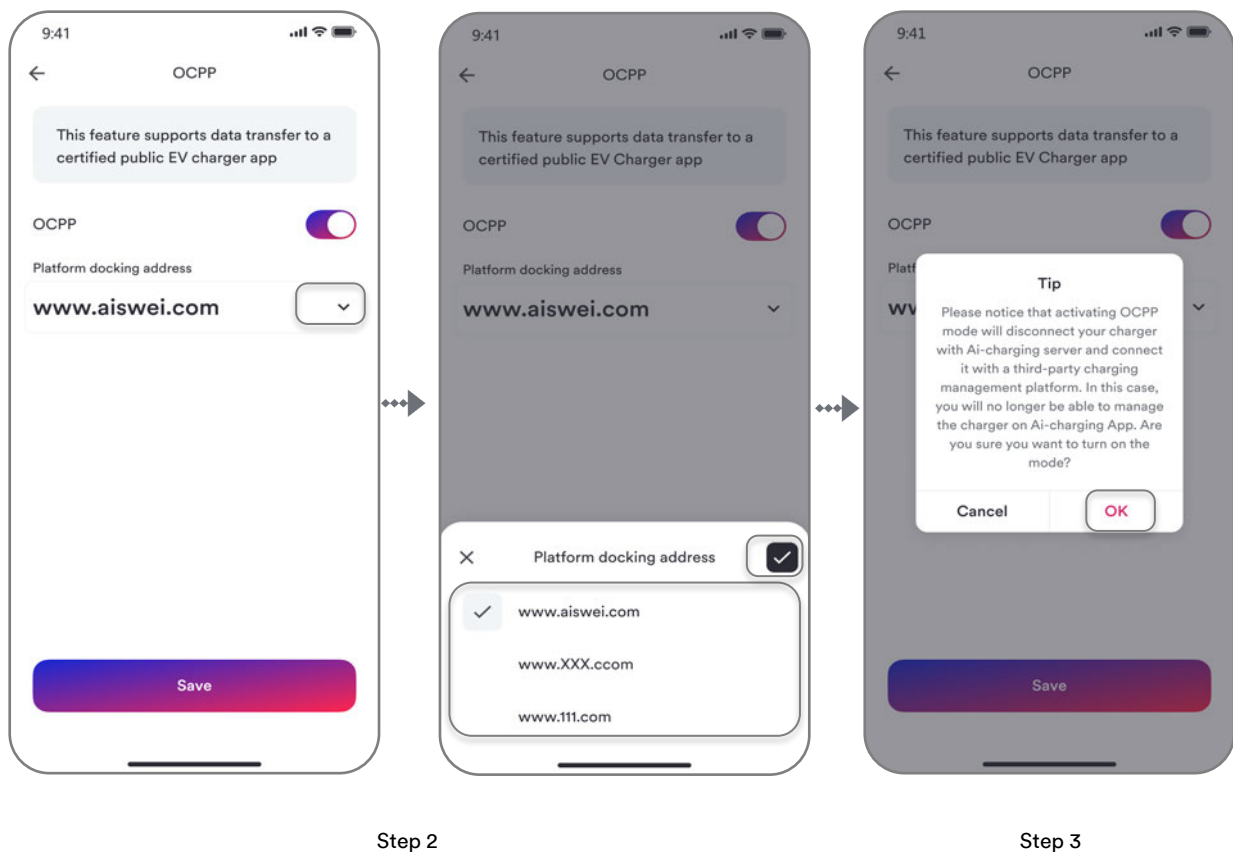 9:41
OCPP
This feature supports data transfer to a
certified public EV charger app
OCPP
Platform docking address
www.aiswei.com
Save
9:41
OCPP
This feature supports data transfer to a
certified public EV Charger app
OCPP
Platform docking address
www.aiswei.com
Platform docking address
www.aiswei.com
www.XXX.ccom
www.111.com
Step 2
9:41
OCPP
This feature supports data transfer to a
certified public EV Charger app
OCPP
Platf
Tip
Please notice that activating OCPP
mode will disconnect your charger
with Ai-charging server and connect
it with a third-party charging
management platform. In this case,
you will no longer be able to manage
the charger on Ai-charging App. Are
you sure you want to turn on the
mode?
Cancel
OK
Save
Step 3